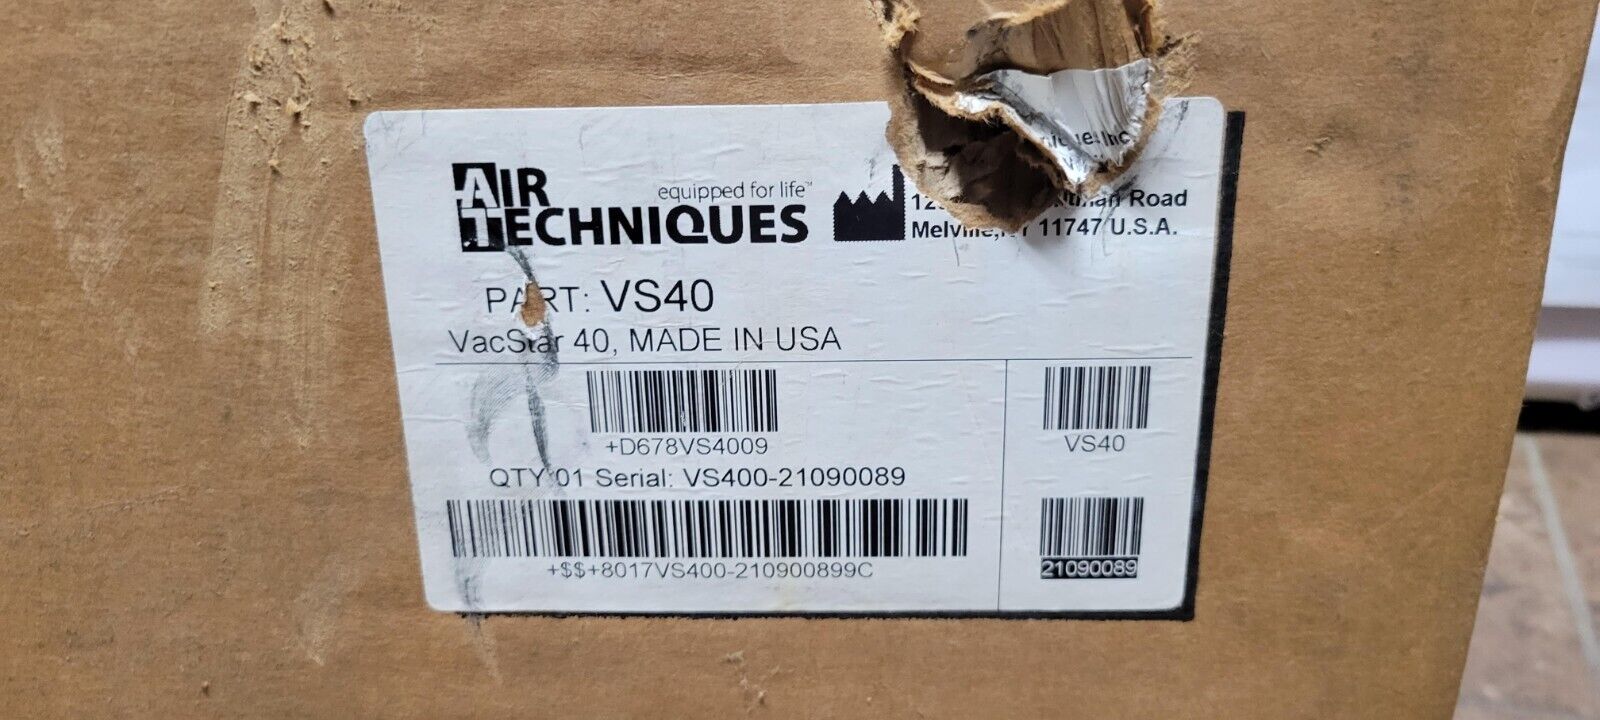 AIR
equipped for life™
TECHNIQUES
Road
Melville, NY 11747 U.S.A.
PART: VS40
VacStar 40, MADE IN USA
+D678VS4009
VS40
QTY 01 Serial: VS400-21090089
+$$+8017VS400-210900899C
21090089